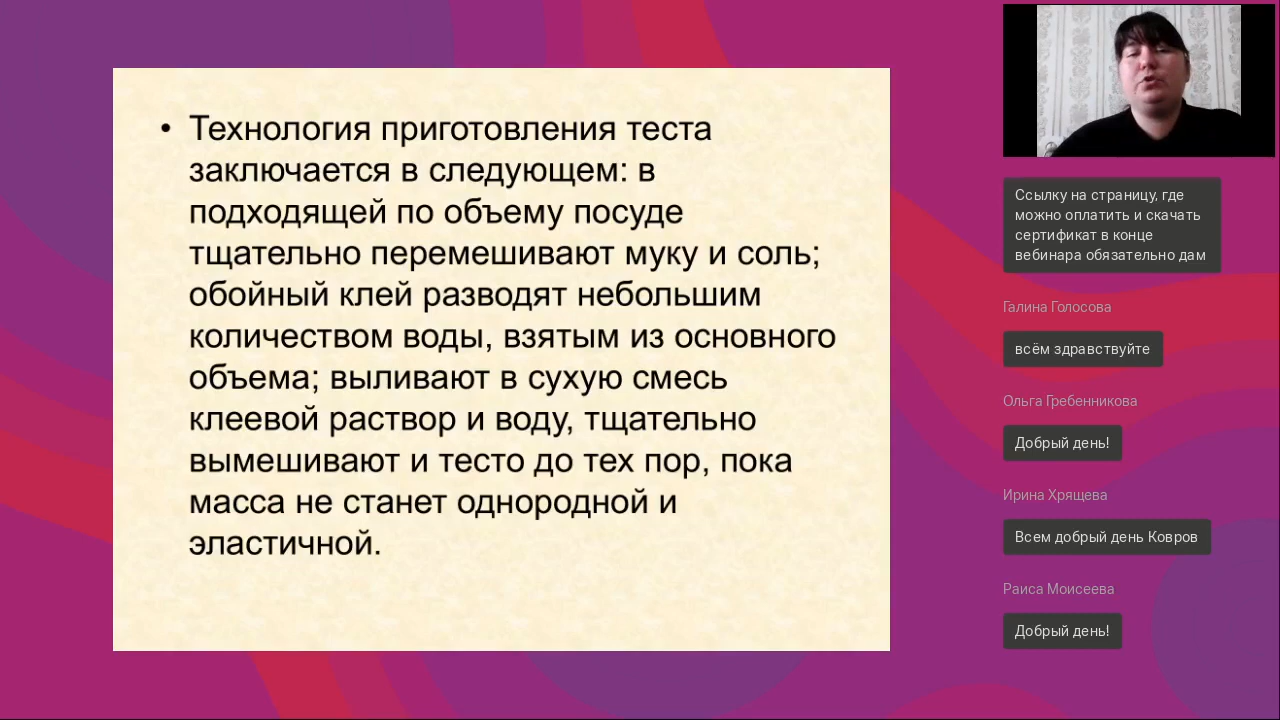 • Технология приготовления теста
заключается в следующем: в
подходящей по объему посуде
тщательно перемешивают муку и соль;
обойный клей разводят небольшим
количеством воды, взятым из основного
объема; выливают в сухую смесь
клеевой раствор и воду, тщательно
вымешивают и тесто до тех пор, пока
масса не станет однородной и
эластичной.
Ссылку на страницу, где
можно оплатить и скачать
сертификат в конце
вебинара обязательно дам
Галина Голосова
всём здравствуйте
Ольга Гребенникова
Добрый день!
Ирина Хрящева
Всем добрый день Ковров
Раиса Моисеева
Добрый день!